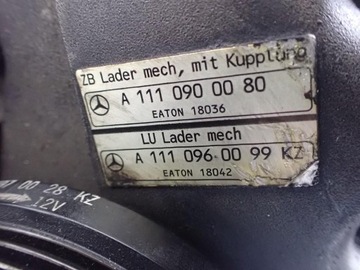 ZB Lader mech, mit Kupplung
A 111 090 00 80
EATON 18036
LU Lader mech
A 111 096 00 99 KZ
EATON 18042
00 28 KZ
12V